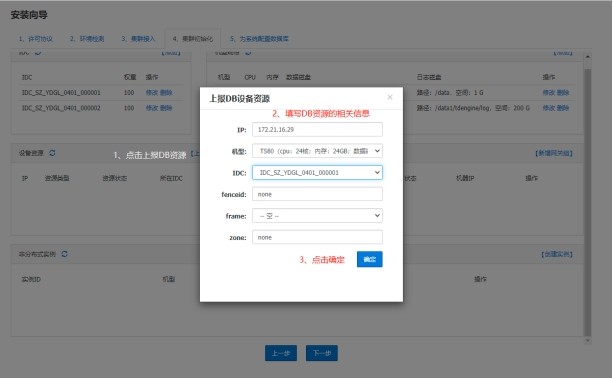 安装向导
1、许可协议 2、环境检测 3、集群接入 4、集群初始化 5、为系统配置数据库
IDC 权重 操作
IDC_SZ_YDGL_0401_000001 100 修改 删除
IDC_SZ_YDGL_0401_000002 100 修改 删除
机型 CPU 内存 数据磁盘 日志磁盘 操作
路径：/data，空间：1 G 修改 删除
路径：/data1/tdengine/log，空间：200 G 修改 删除
设备资源
1、点击上报DB资源
【新增网关组】
IP 资源类型 资源状态 所在IDC
状态 机器IP 操作
上报DB设备资源 ×
2、填写DB资源的相关信息
IP: 172.21.16.29
机型: TS80 (cpu: 24核; 内存: 24GB; 数据
IDC: IDC_SZ_YDGL_0401_000001
fanceid: none
frame: -- 空 --
zone: none
3、点击确定 确定
非分布式实例 【创建实例】
实例ID 机型 操作
上一步 下一步